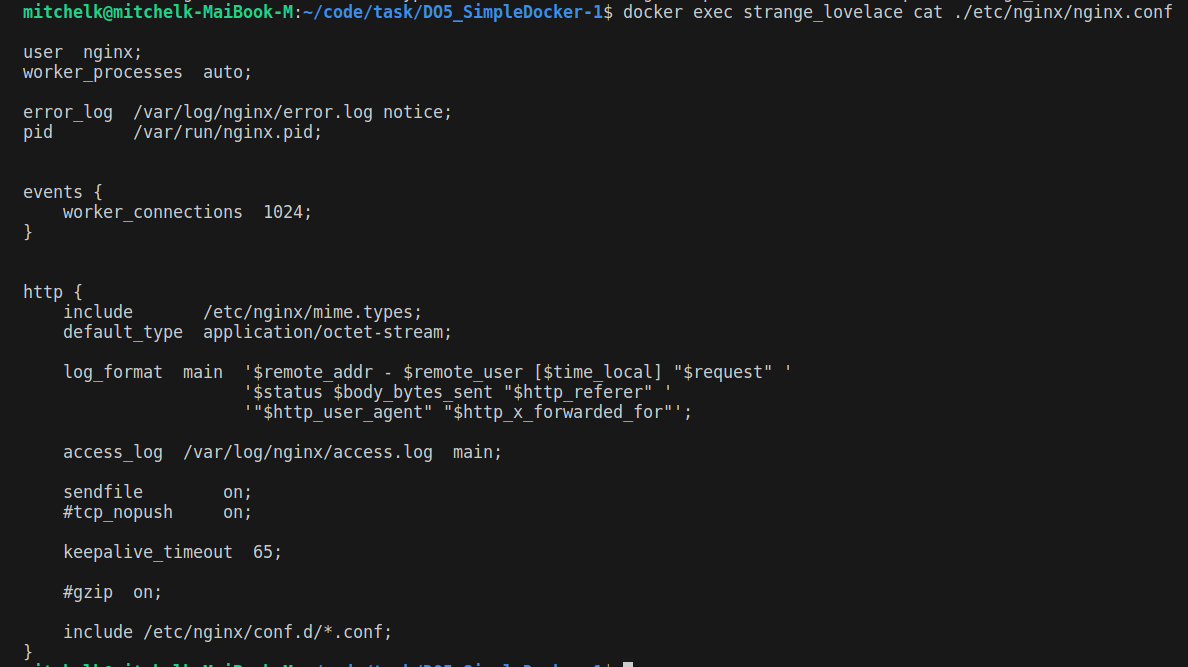 mitchelk@mitchelk-MaiBook-M:~/code/task/DO5_SimpleDocker-1$ docker exec strange_lovelace cat ./etc/nginx/nginx.conf
user  nginx;
worker_processes  auto;
error_log  /var/log/nginx/error.log notice;
pid        /var/run/nginx.pid;
events {
    worker_connections  1024;
}
http {
    include       /etc/nginx/mime.types;
    default_type  application/octet-stream;
    log_format  main  '$remote_addr - $remote_user [$time_local] "$request" '
                      '$status $body_bytes_sent "$http_referer" '
                      '"$http_user_agent" "$http_x_forwarded_for"';
    access_log  /var/log/nginx/access.log  main;
    sendfile        on;
    #tcp_nopush     on;
    keepalive_timeout  65;
    #gzip  on;
    include /etc/nginx/conf.d/*.conf;
}